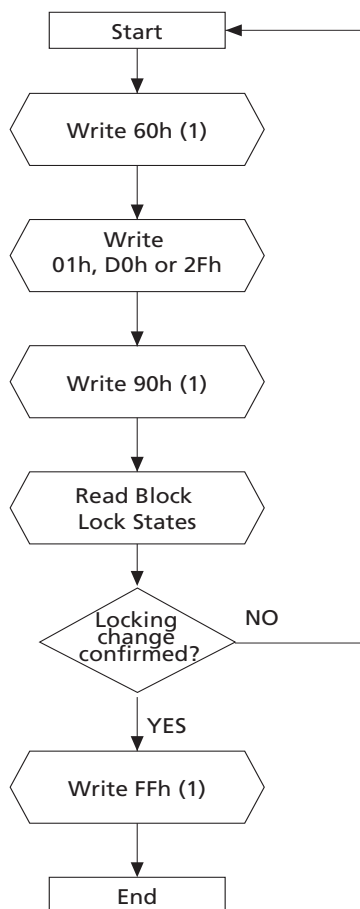 Start
Write 60h (1)
Write
01h, D0h or 2Fh
Write 90h (1)
Read Block
Lock States
Locking
change
confirmed?
NO
YES
Write FFh (1)
End